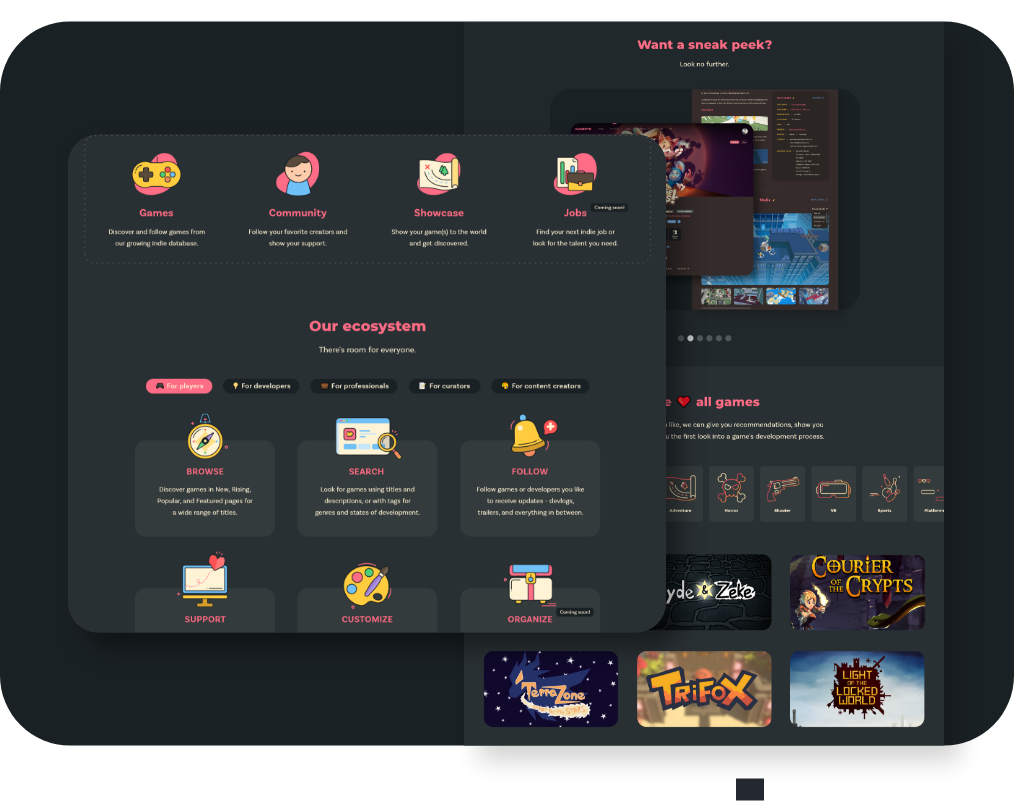 Want a sneak peek?
Look no further.
Games
Discover and follow games from
our growing indie database.
Community
Follow your favorite creators and
show your support.
Showcase
Show your game(s) to the world
and get discovered.
Jobs
Coming soon!
Find your next indie job or
look for the talent you need.
Our ecosystem
There's room for everyone.
For players
For developers
For professionals
For curators
For content creators
BROWSE
Discover games in New, Rising,
Popular, and Featured pages for
a wide range of titles.
SEARCH
Look for games using titles and
descriptions, or with tags for
genres and states of development.
FOLLOW
Follow games or developers you like
to receive updates - devlogs,
trailers, and everything in between.
SUPPORT
CUSTOMIZE
ORGANIZE
Coming soon!
all games
like, we can give you recommendations, show you
the first look into a game's development process.
Adventure
Horror
Shooter
VR
Sports
Platform
yde & Zeke
COURIER
OF THE CRYPTS
TerraZone
TRIFOX
LIGHT
OF THE
LOCKED
WORLD